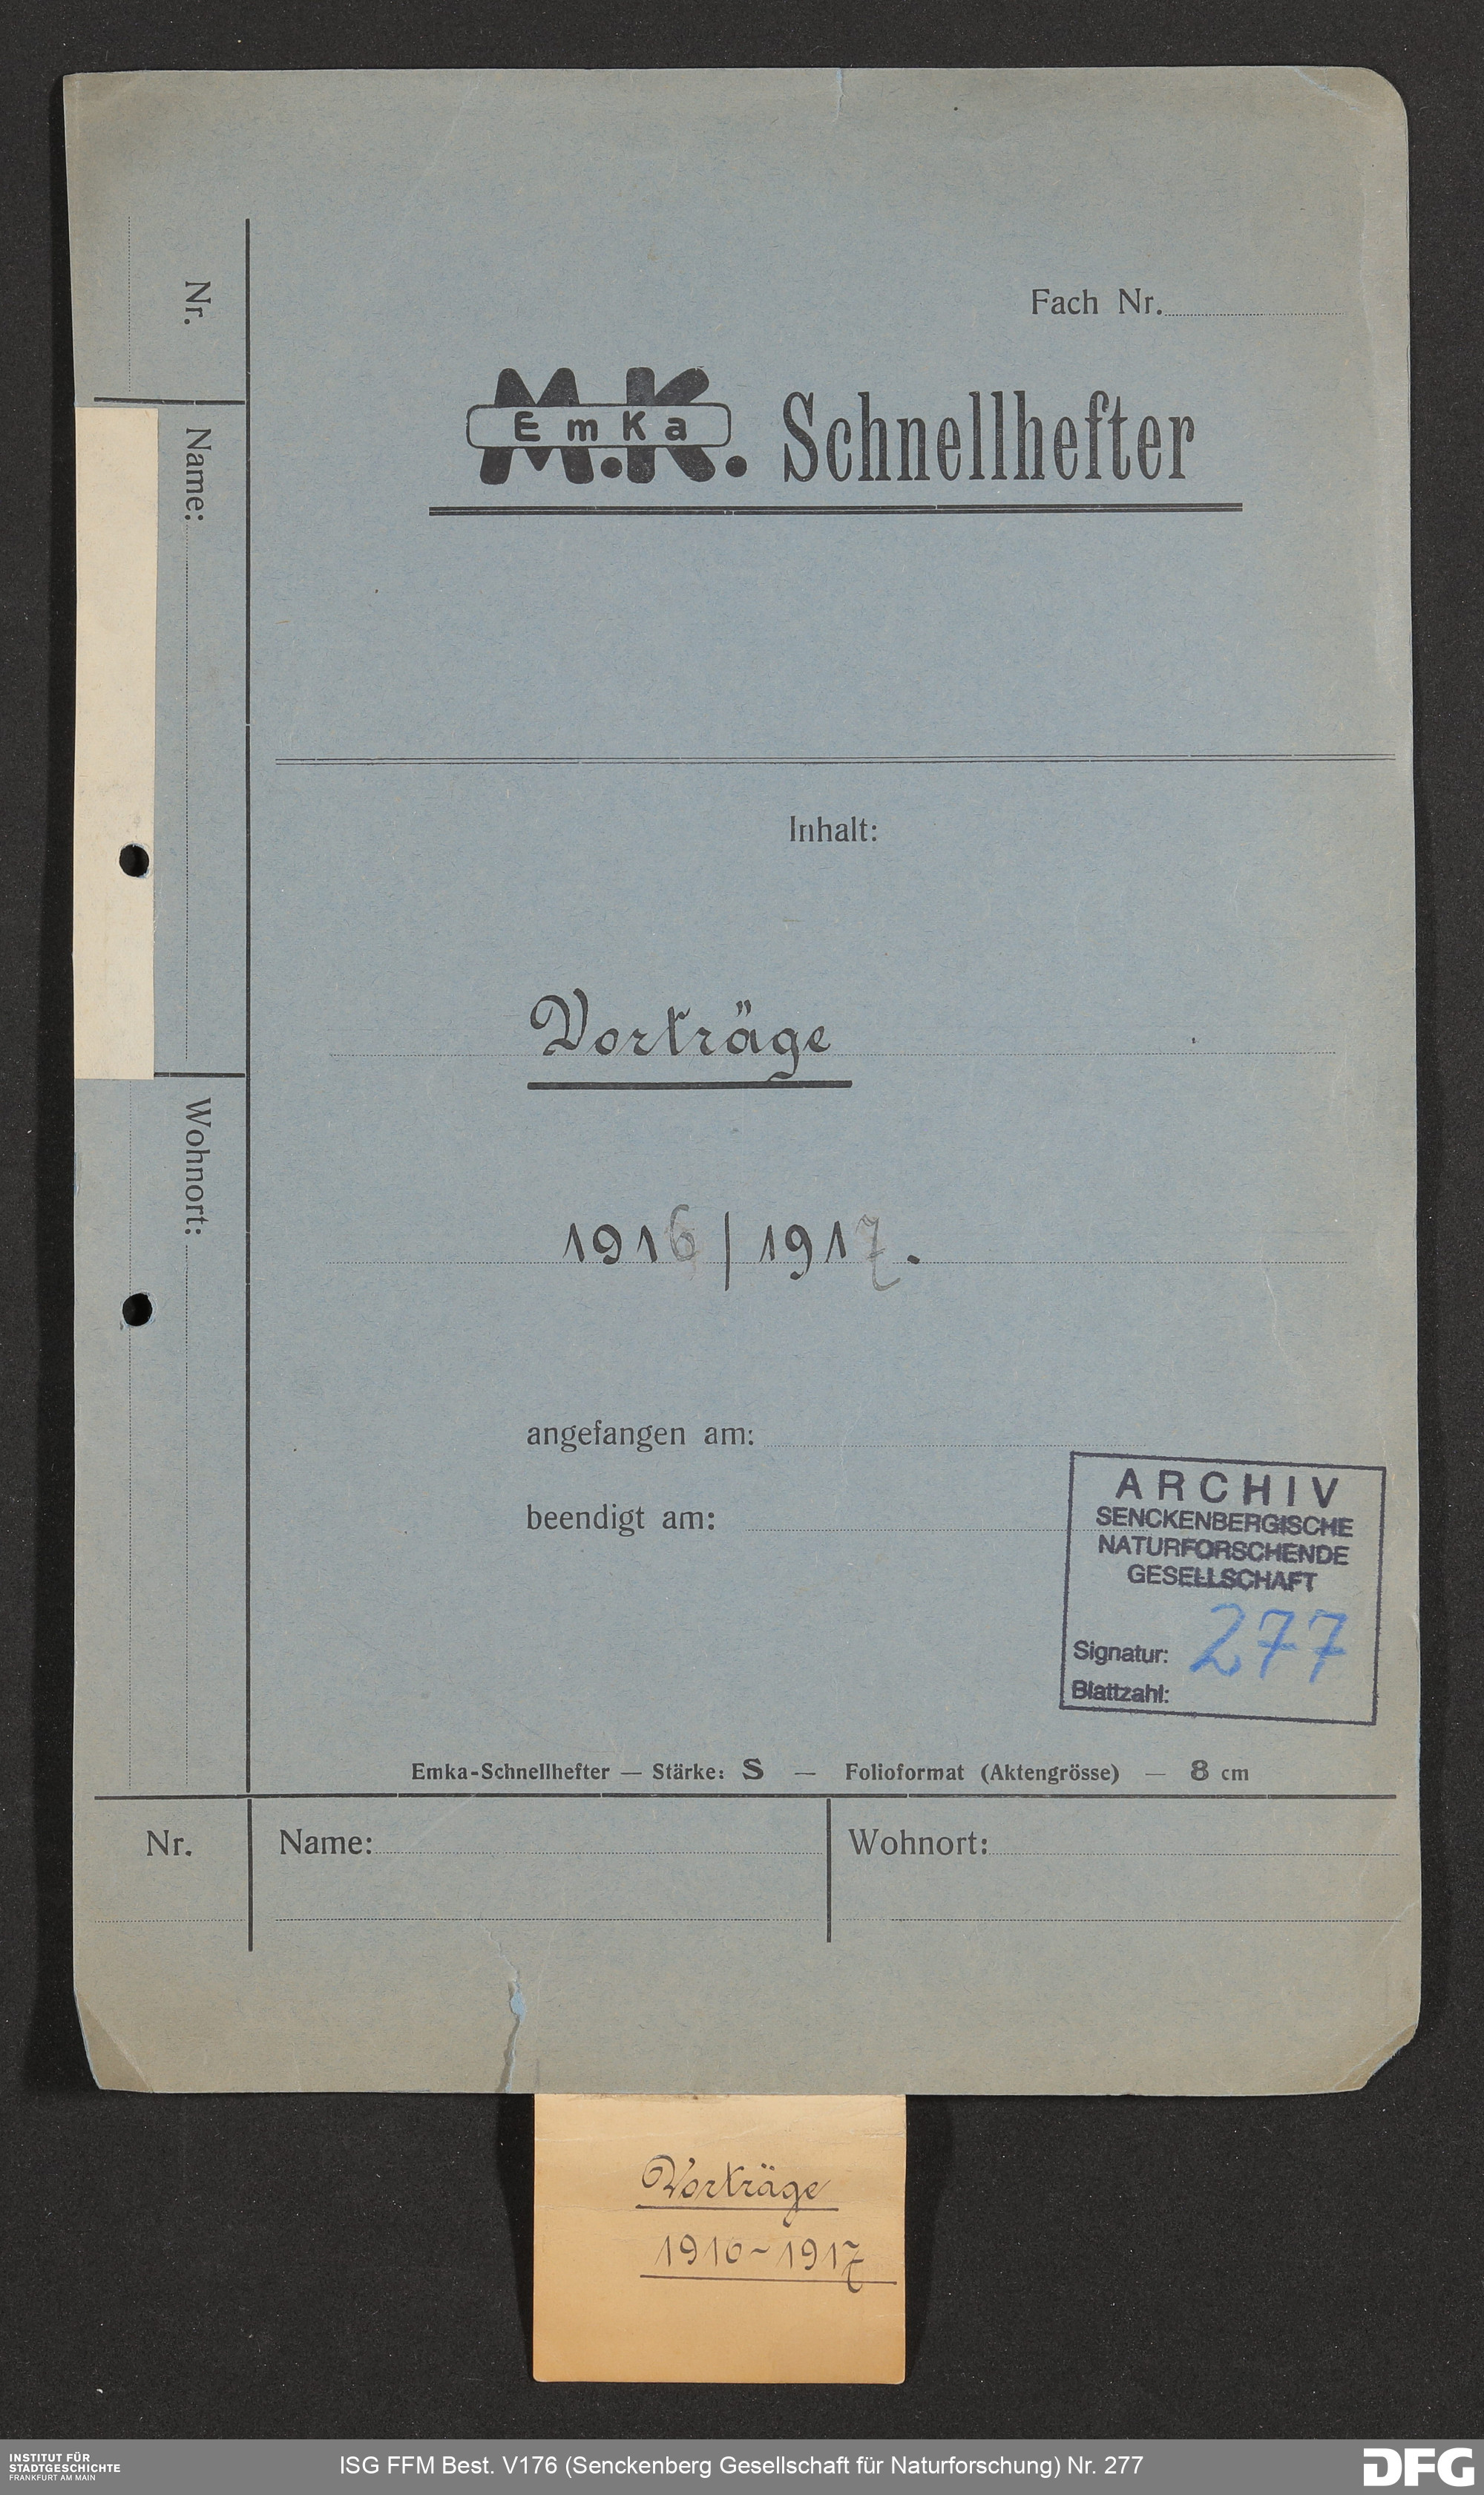 Fach Nr.
M.K. Schnellhefter
EmKa
Nr.
Name:
Wohnort:
Inhalt:
Vorträge
1916/1917.
angefangen am:
beendigt am:
ARCHIV
SENCKENBERGISCHE
NATURFORSCHENDE
GESELLSCHAFT
Signatur: 277
Blattzahl:
Emka-Schnellhefter — Stärke: S — Folioformat (Aktengrösse) — 8 cm
Nr. Name: Wohnort:
Vorträge
1916-1917
INSTITUT FÜR
STADTGESCHICHTE
FRANKFURT AM MAIN
ISG FFM Best. V176 (Senckenberg Gesellschaft für Naturforschung) Nr. 277
DFG